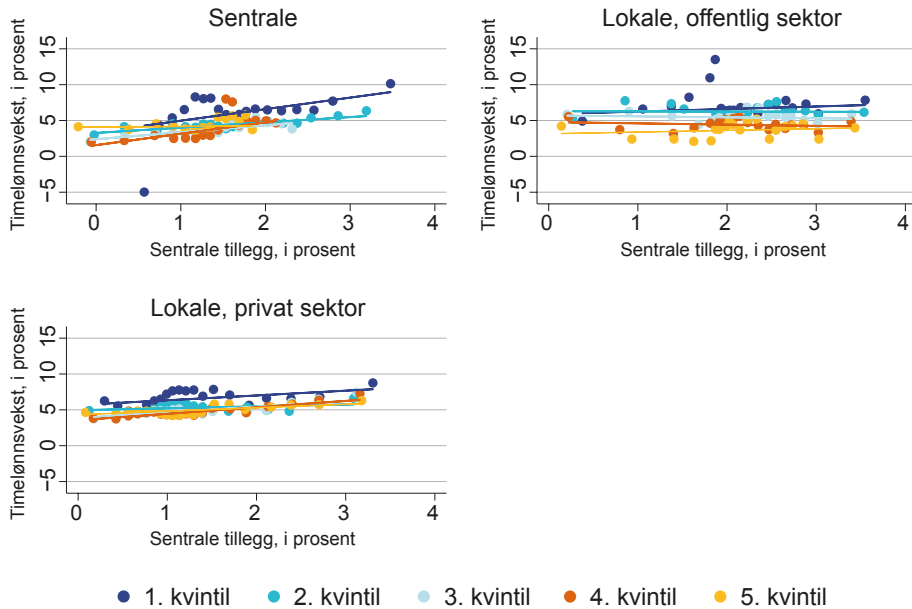 Sentrale
Timelønnsvekst, i prosent
15
10
5
0
−5
0 1 2 3 4
Sentrale tillegg, i prosent
Lokale, offentlig sektor
Timelønnsvekst, i prosent
15
10
5
0
−5
0 1 2 3 4
Sentrale tillegg, i prosent
Lokale, privat sektor
Timelønnsvekst, i prosent
15
10
5
0
−5
0 1 2 3 4
Sentrale tillegg, i prosent
1. kvintil 2. kvintil 3. kvintil 4. kvintil 5. kvintil